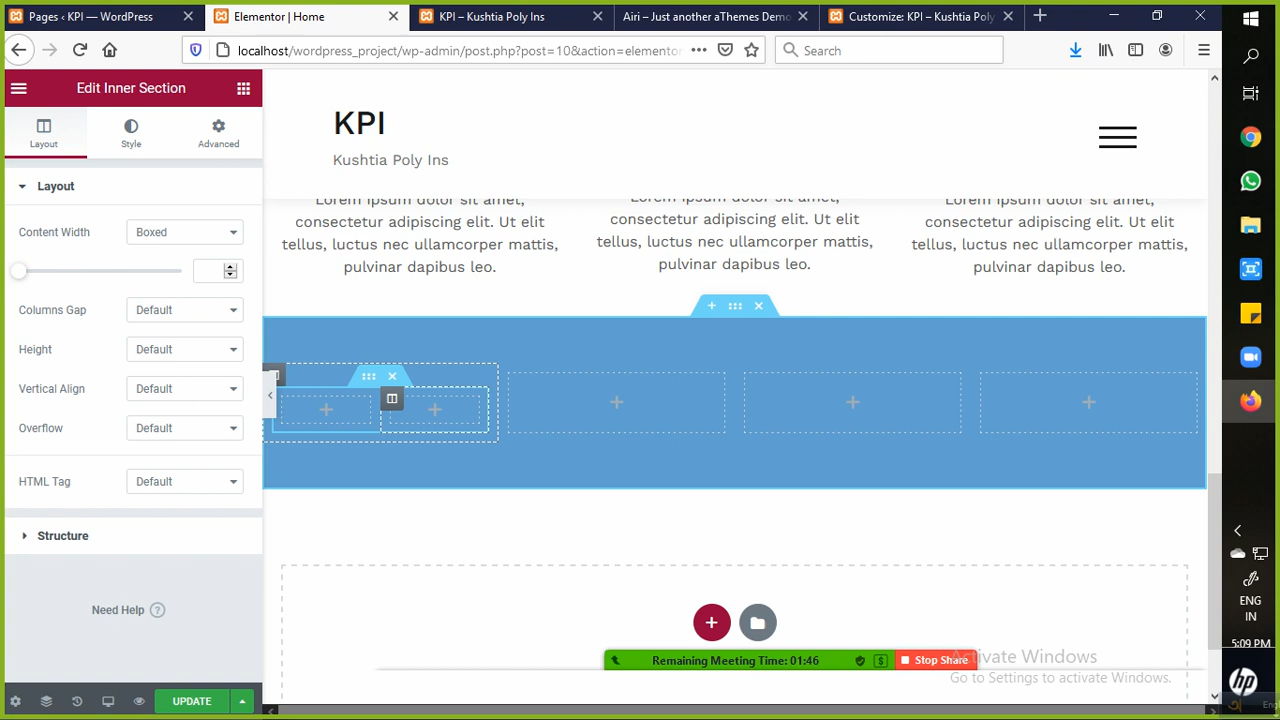 Pages ‹ KPI — WordPress
Elementor | Home
KPI – Kushtia Poly Ins
Airi – Just another aThemes Demo
Customize: KPI – Kushtia Poly
localhost/wordpress_project/wp-admin/post.php?post=10&action=elementor
Search
Edit Inner Section
Layout
Style
Advanced
Layout
Content Width
Boxed
Columns Gap
Default
Height
Default
Vertical Align
Default
Overflow
Default
HTML Tag
Default
Structure
Need Help ?
UPDATE
KPI
Kushtia Poly Ins
Lorem ipsum dolor sit amet,
consectetur adipiscing elit. Ut elit
tellus, luctus nec ullamcorper mattis,
pulvinar dapibus leo.
Lorem ipsum dolor sit amet,
consectetur adipiscing elit. Ut elit
tellus, luctus nec ullamcorper mattis,
pulvinar dapibus leo.
Lorem ipsum dolor sit amet,
consectetur adipiscing elit. Ut elit
tellus, luctus nec ullamcorper mattis,
pulvinar dapibus leo.
Remaining Meeting Time: 01:46
$
Stop Share
Activate Windows
Go to Settings to activate Windows.
ENG
IN
5:09 PM
hp